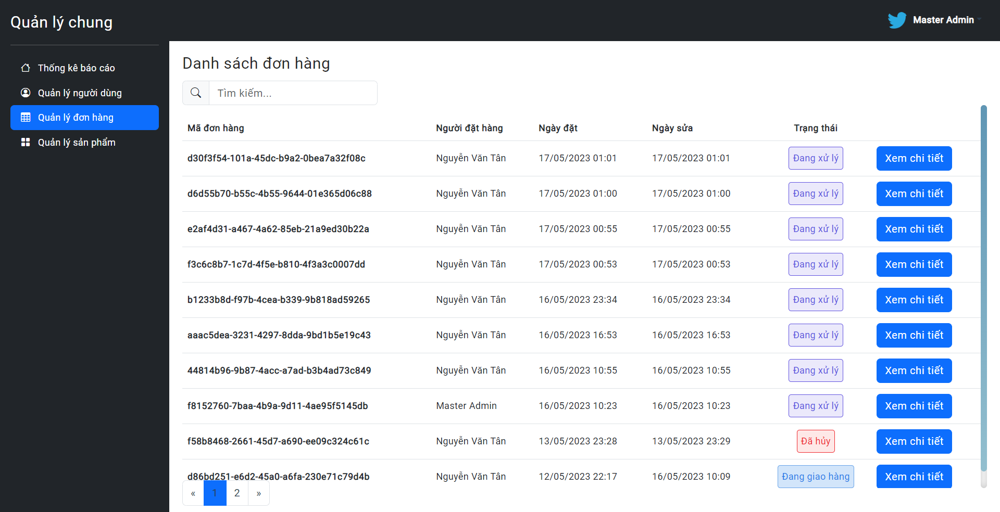 Quản lý chung
Master Admin
Thống kê báo cáo
Quản lý người dùng
Quản lý đơn hàng
Quản lý sản phẩm
Danh sách đơn hàng
Tìm kiếm...
Mã đơn hàng Người đặt hàng Ngày đặt Ngày sửa Trạng thái
d30f3f54-101a-45dc-b9a2-0bea7a32f08c Nguyễn Văn Tân 17/05/2023 01:01 17/05/2023 01:01 Đang xử lý Xem chi tiết
d6d55b70-b55c-4b55-9644-01e365d06c88 Nguyễn Văn Tân 17/05/2023 01:00 17/05/2023 01:00 Đang xử lý Xem chi tiết
e2af4d31-a467-4a62-85eb-21a9ed30b22a Nguyễn Văn Tân 17/05/2023 00:55 17/05/2023 00:55 Đang xử lý Xem chi tiết
f3c6c8b7-1c7d-4f5e-b810-4f3a3c0007dd Nguyễn Văn Tân 17/05/2023 00:53 17/05/2023 00:53 Đang xử lý Xem chi tiết
b1233b8d-f97b-4cea-b339-9b818ad59265 Nguyễn Văn Tân 16/05/2023 23:34 16/05/2023 23:34 Đang xử lý Xem chi tiết
aaac5dea-3231-4297-8dda-9bd1b5e19c43 Nguyễn Văn Tân 16/05/2023 16:53 16/05/2023 16:53 Đang xử lý Xem chi tiết
44814b96-9b87-4acc-a7ad-b3b4ad73c849 Nguyễn Văn Tân 16/05/2023 10:55 16/05/2023 10:55 Đang xử lý Xem chi tiết
f8152760-7baa-4b9a-9d11-4ae95f5145db Master Admin 16/05/2023 10:23 16/05/2023 10:23 Đang xử lý Xem chi tiết
f58b8468-2661-45d7-a690-ee09c324c61c Nguyễn Văn Tân 13/05/2023 23:28 13/05/2023 23:29 Đã hủy Xem chi tiết
d86bd251-e6d2-45a0-a6fa-230e71c79d4b Nguyễn Văn Tân 12/05/2023 22:17 16/05/2023 10:09 Đang giao hàng Xem chi tiết
« 1 2 »